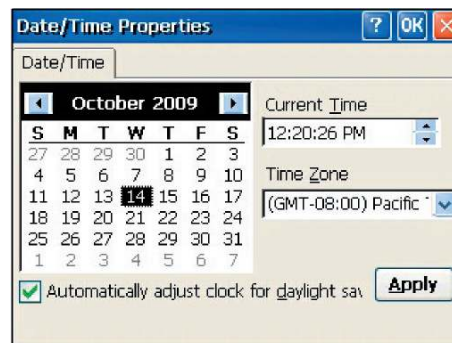 Date/Time Properties ? OK ×
Date/Time
October 2009
S M T W T F S
27 28 29 30 1 2 3
4 5 6 7 8 9 10
11 12 13 14 15 16 17
18 19 20 21 22 23 24
25 26 27 28 29 30 31
1 2 3 4 5 6 7
Current Time
12:20:26 PM
Time Zone
(GMT-08:00) Pacific
Automatically adjust clock for daylight sav
Apply